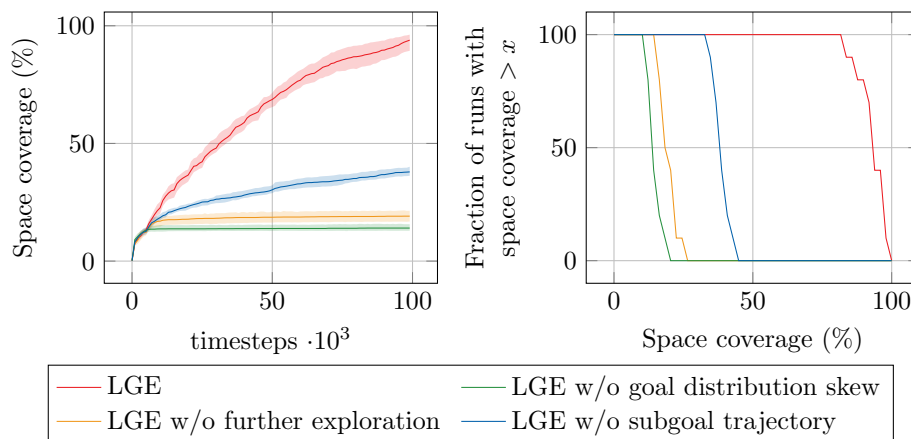 100
50
0
Space coverage (%)
0
50
100
timesteps ·10³
100
50
0
Fraction of runs with
space coverage > x
0
50
100
Space coverage (%)
LGE
LGE w/o goal distribution skew
LGE w/o further exploration
LGE w/o subgoal trajectory